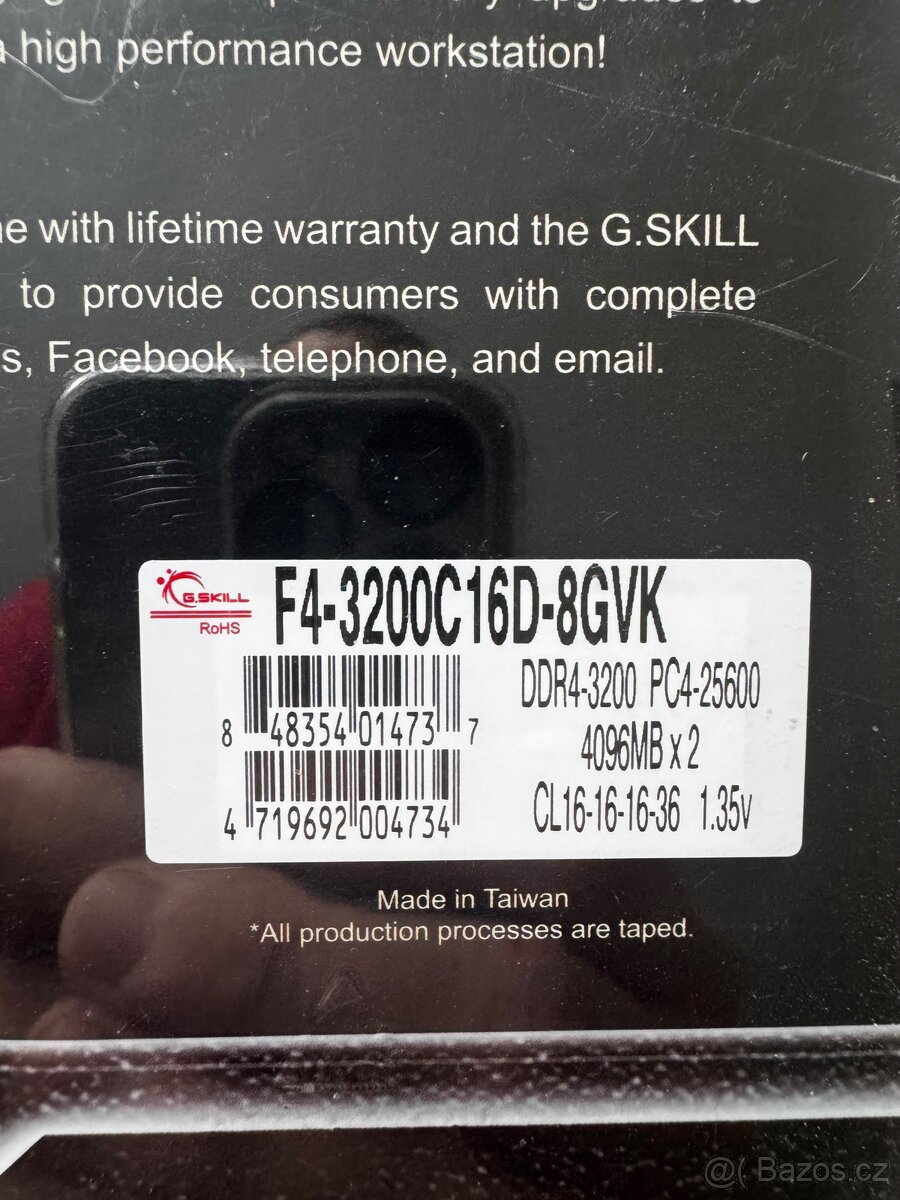 a high performance workstation!
with lifetime warranty and the G.SKILL
to provide consumers with complete
Facebook, telephone, and email.
G.SKILL
RoHS
F4-3200C16D-8GVK
DDR4-3200 PC4-25600
4096MB x 2
CL16-16-16-36 1.35v
8 48354 01473 7
4 719692 004734
Made in Taiwan
*All production processes are taped.
@( Bazos.cz